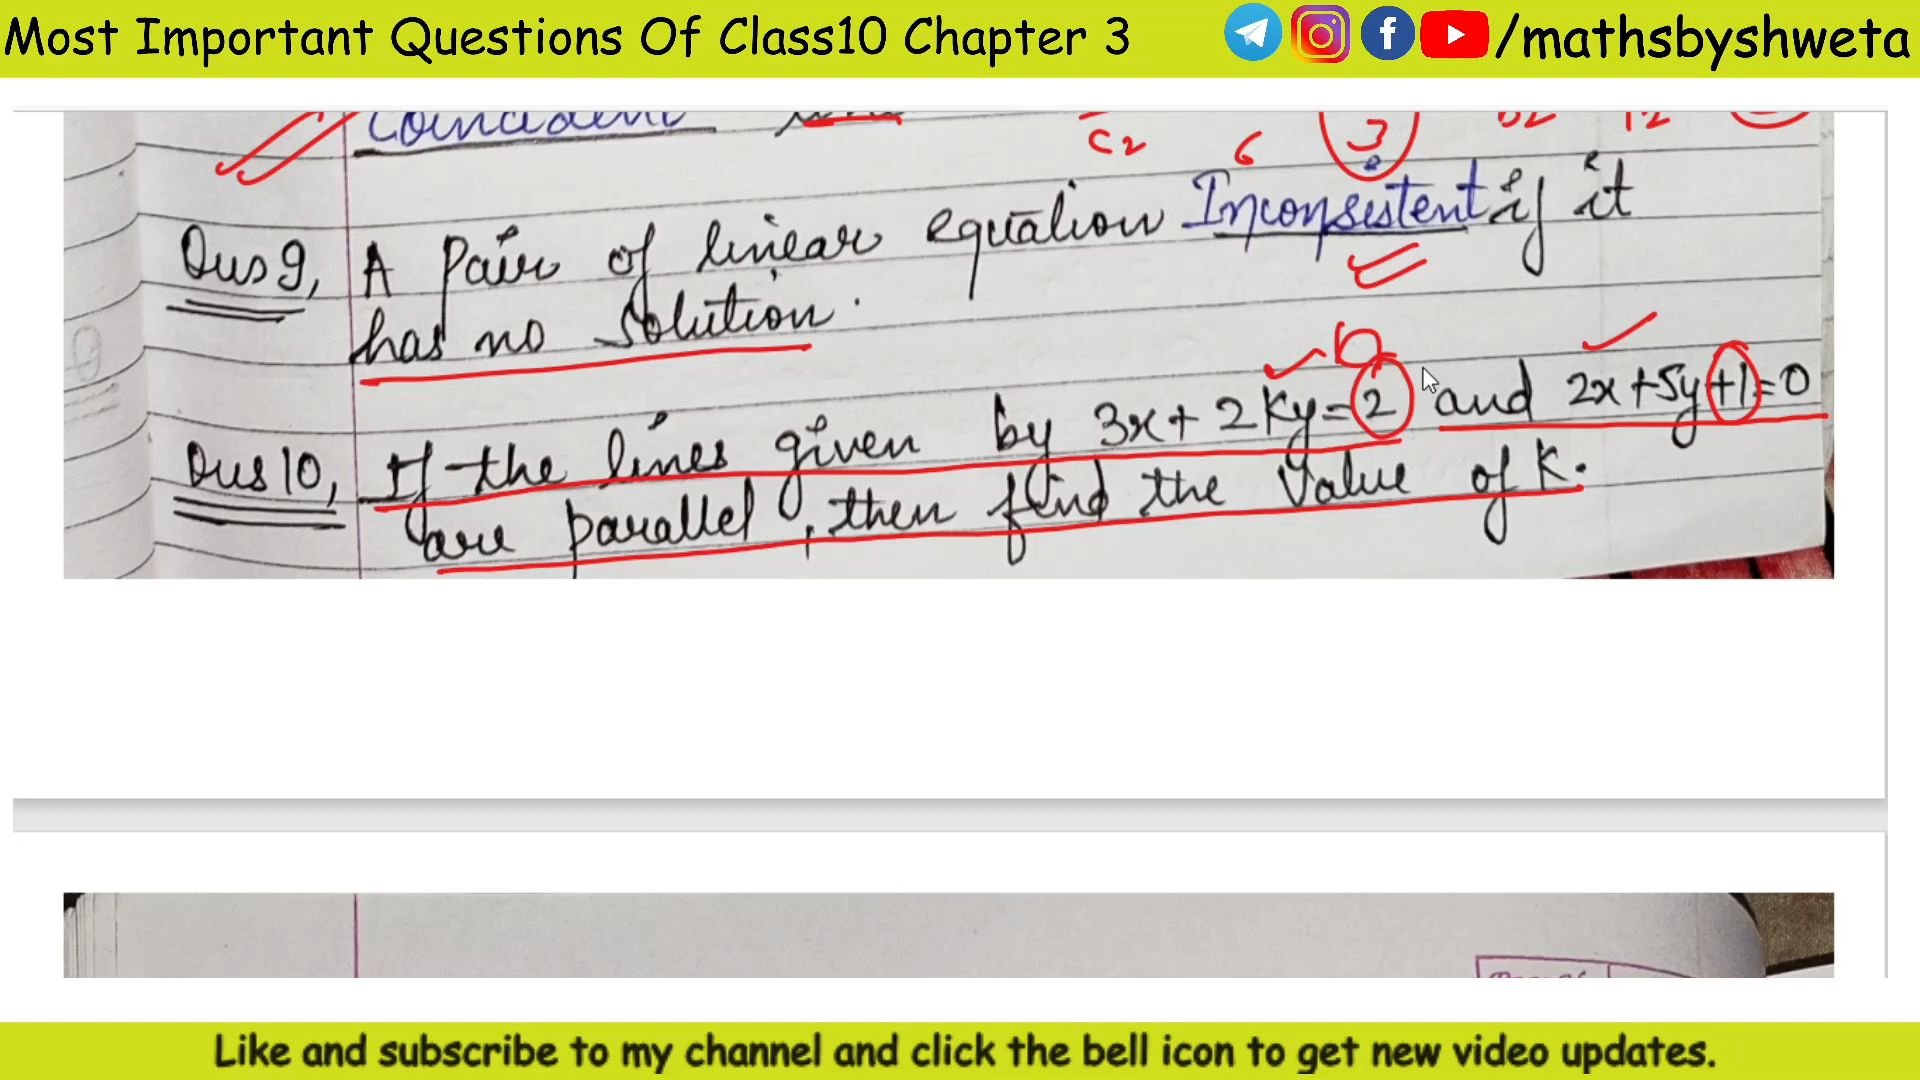 Most Important Questions Of Class10 Chapter 3 /mathsbyshweta
Coincident
c2 6 3 b2 12
Ques 9, A Pair of linear equation Inconsistent if it
has no solution.
Ques 10, If the lines given by 3x + 2Ky = 2 and 2x + 5y + 1 = 0
are parallel, then find the value of K.
Like and subscribe to my channel and click the bell icon to get new video updates.